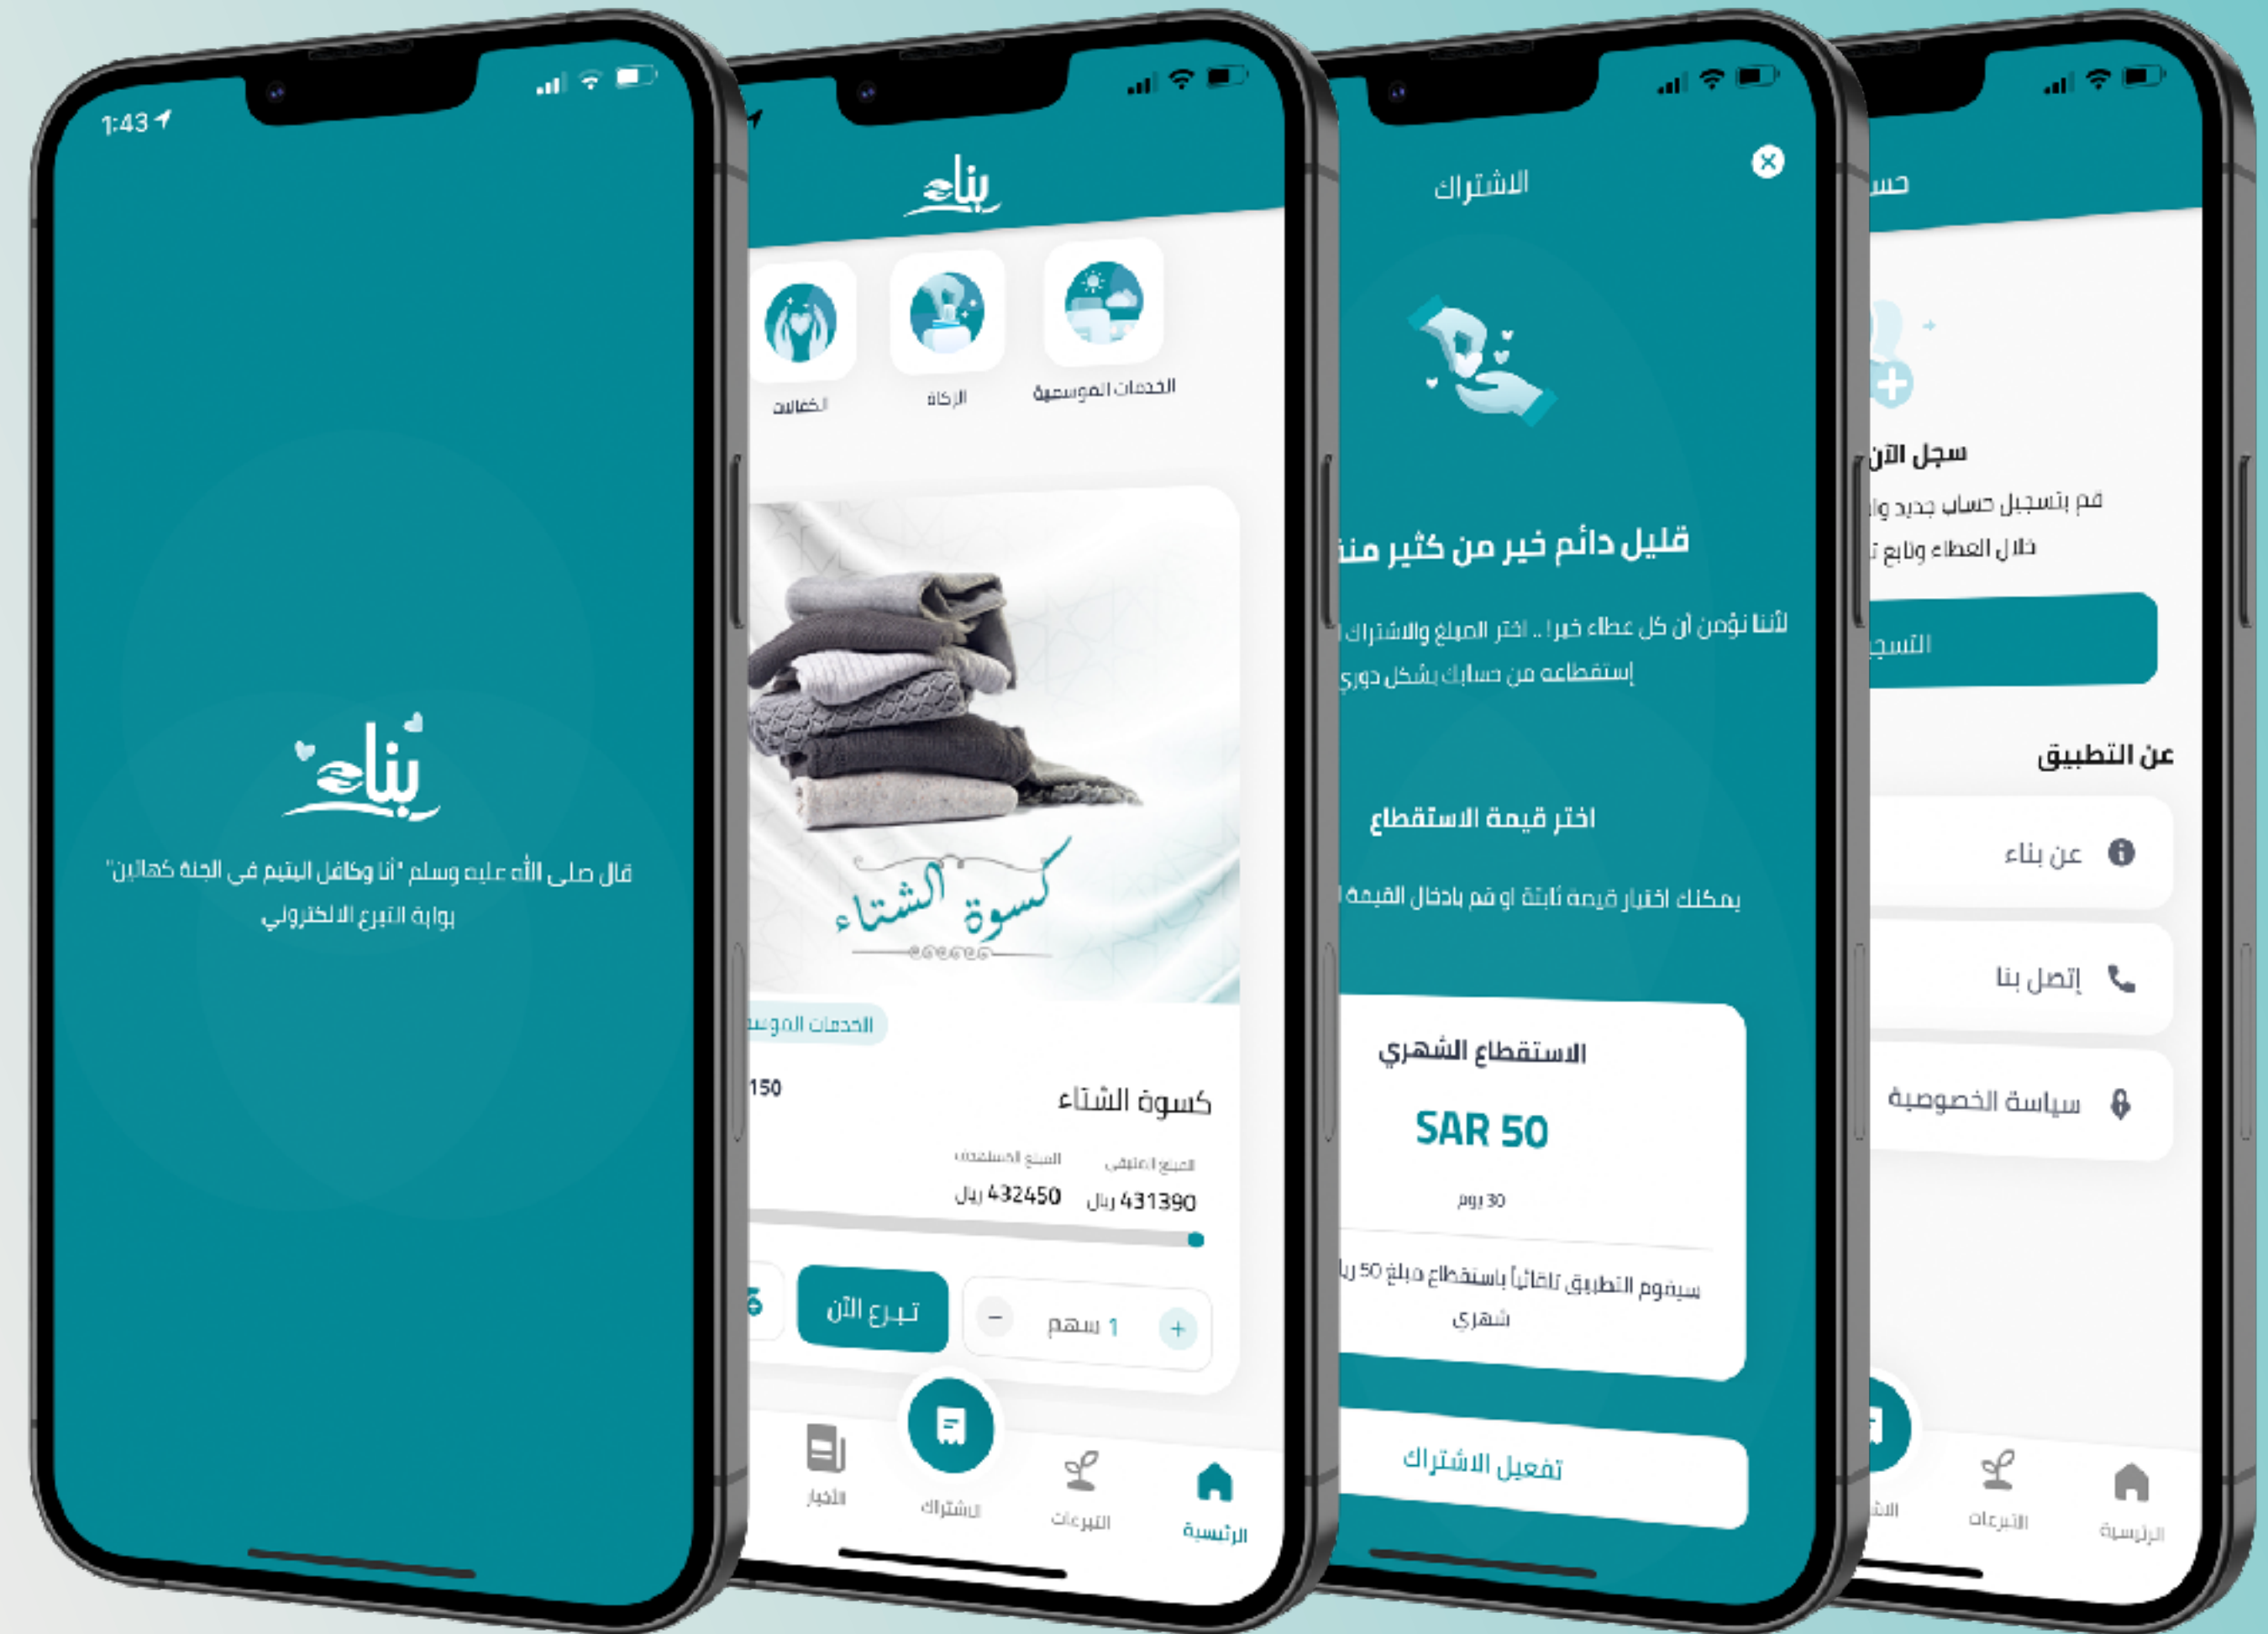 1:43
بناء
قال صلى الله عليه وسلم "أنا وكافل اليتيم في الجنة كهاتين"
بوابة التبرع الالكتروني
بناء
الخدمات الموسمية
الزكاة
الكفالات
كسوة الشتاء
الخدمات
كسوة الشتاء
150
المبلغ المتبقي
المبلغ المستهدف
431390 ريال
432450 ريال
+ 1 سهم −
تبرع الآن
الرئيسية
التبرعات
الاشتراك
الأخبار
الاشتراك
قليل دائم خير من كثير
لأننا نؤمن أن كل عطاء خير! .. اختر المبلغ والاشتراك
إستقطاعه من حسابك بشكل دوري
اختر قيمة الاستقطاع
يمكنك اختيار قيمة ثابتة او قم بادخال القيمة
الاستقطاع الشهري
SAR 50
30 يوم
سيقوم التطبيق تلقائياً باستقطاع مبلغ 50
شهري
تفعيل الاشتراك
سجل الآن
قم بتسجيل حساب جديد
خلال العطاء وتابع
عن التطبيق
عن بناء
إتصل بنا
سياسة الخصوصية
الرئيسية
التبرعات